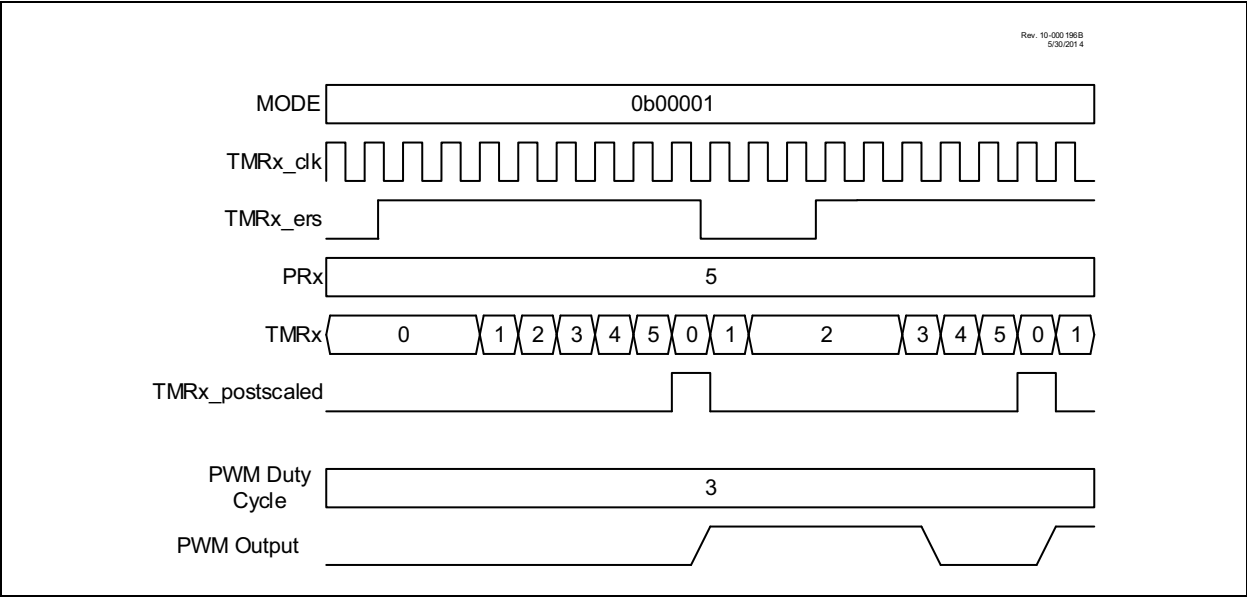 Rev. 10-000196B
5/30/2014
MODE 0b00001
TMRx_clk
TMRx_ers
PRx 5
TMRx 0 1 2 3 4 5 0 1 2 3 4 5 0 1
TMRx_postscaled
PWM Duty
Cycle 3
PWM Output